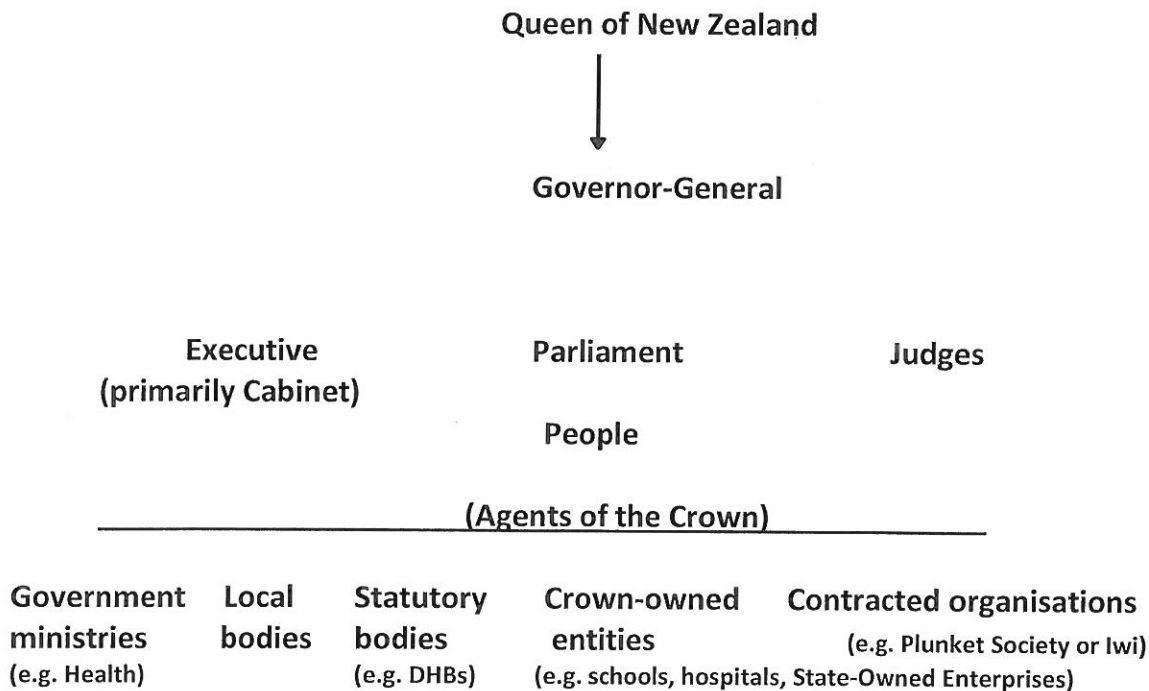 Queen of New Zealand
Governor-General
Executive Parliament Judges
(primarily Cabinet)
People
(Agents of the Crown)
Government Local Statutory Crown-owned Contracted organisations
ministries bodies bodies entities (e.g. Plunket Society or Iwi)
(e.g. Health) (e.g. DHBs) (e.g. schools, hospitals, State-Owned Enterprises)